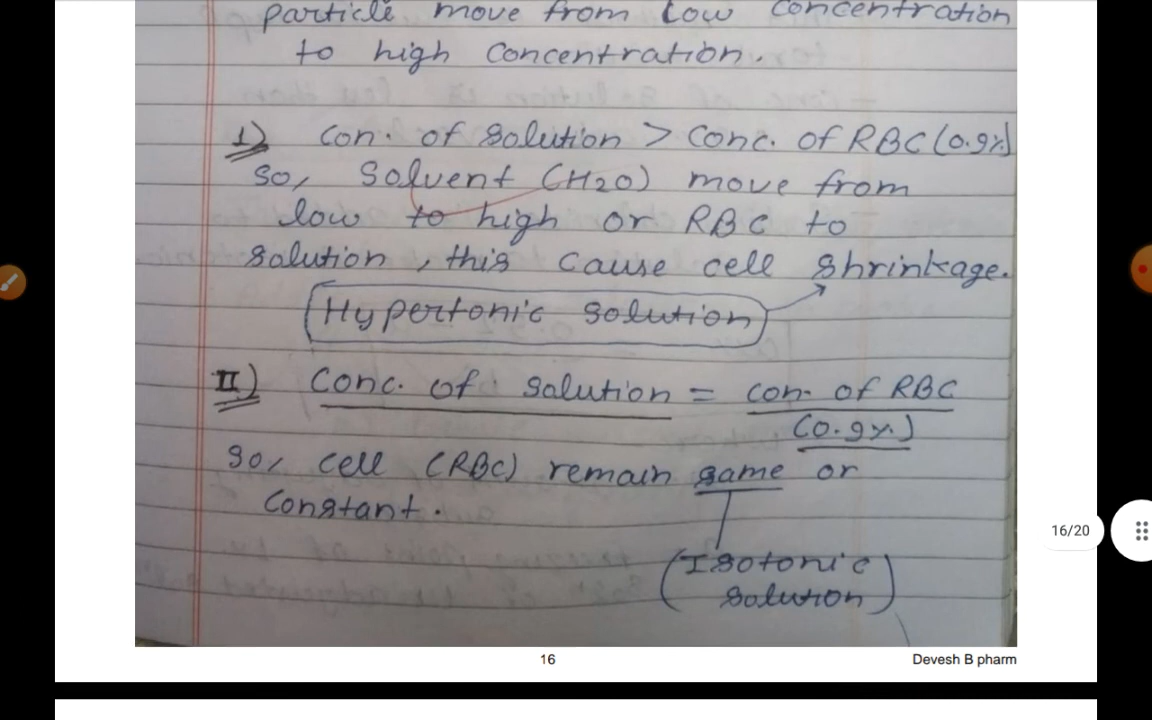 particle move from Low Concentration
to high Concentration.
I) Con. of Solution > Conc. of RBC (0.9%)
So, Solvent (H2O) move from
low to high or RBC to
Solution, this cause cell Shrinkage.
Hypertonic Solution
II) Conc. of Solution = Con. of RBC
(0.9%)
So, cell (RBC) remain Same or
Constant.
(Isotonic
Solution)
16/20
16
Devesh B pharm